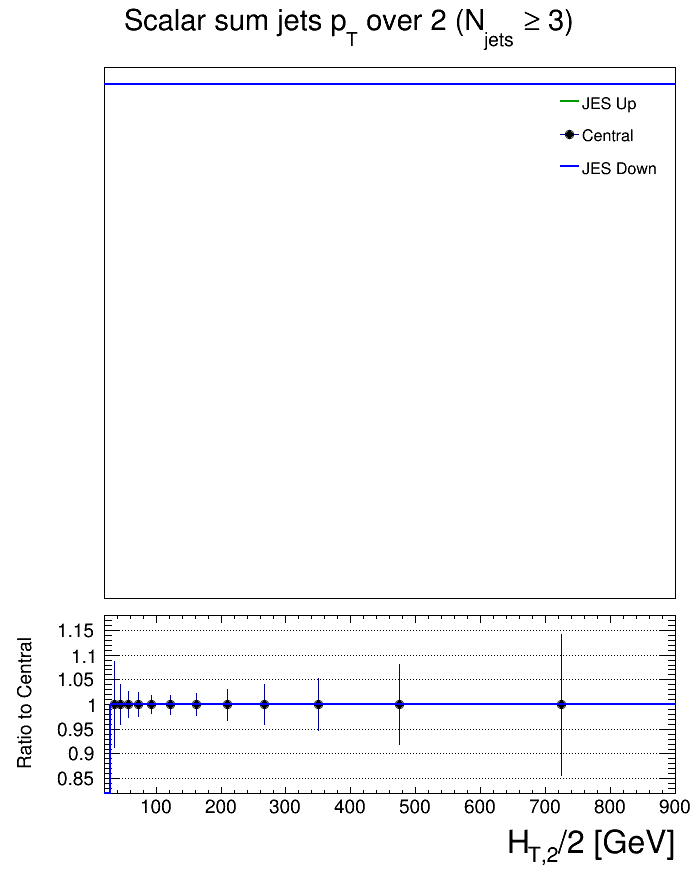 Scalar sum jets p_T over 2 (N_jets ≥ 3)
JES Up
Central
JES Down
Ratio to Central
1.15
1.1
1.05
1
0.95
0.9
0.85
100 200 300 400 500 600 700 800 900
H_T,2/2 [GeV]